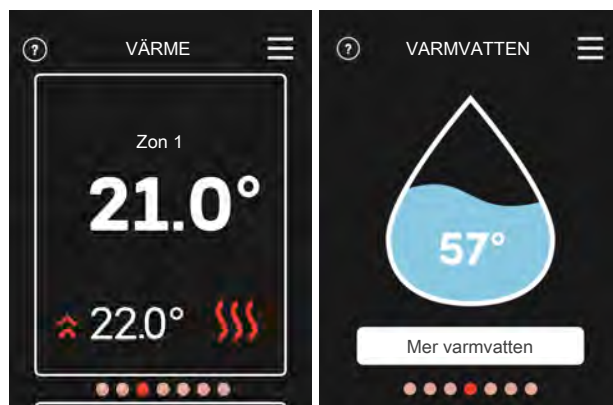 ?
VÄRME
Zon 1
21.0°
22.0°
?
VARMVATTEN
57°
Mer varmvatten